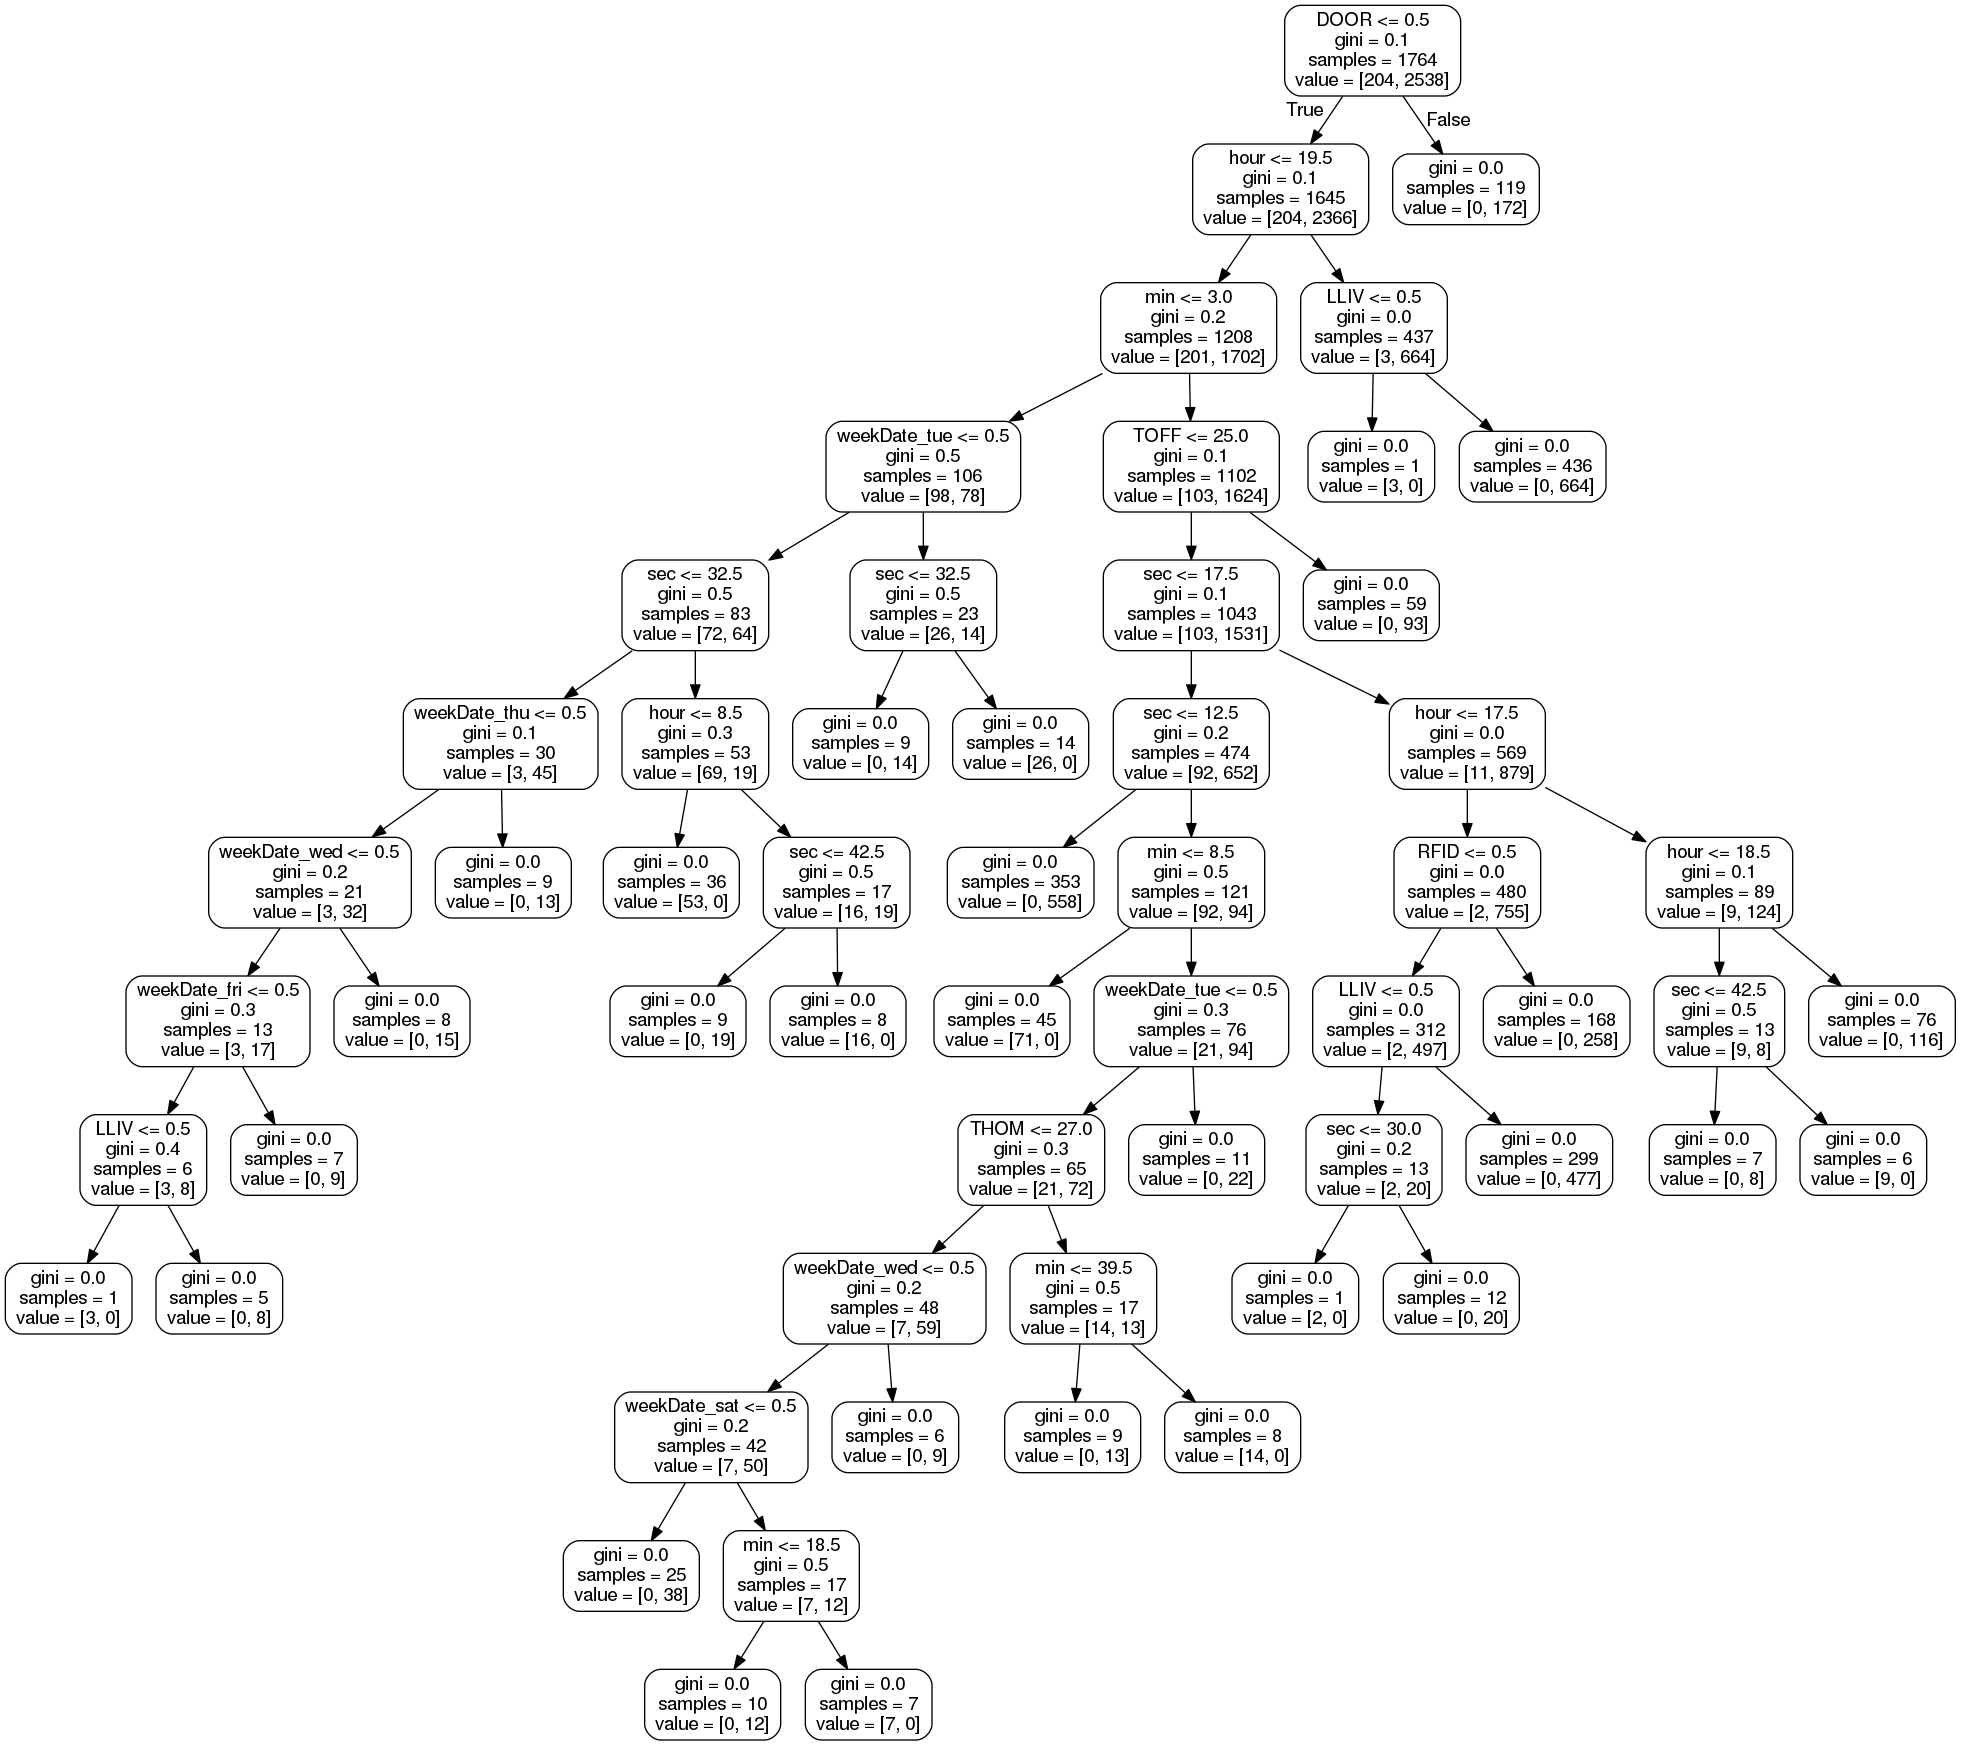 DOOR <= 0.5
gini = 0.1
samples = 1764
value = [204, 2538]
True
False
hour <= 19.5
gini = 0.1
samples = 1645
value = [204, 2366]
gini = 0.0
samples = 119
value = [0, 172]
min <= 3.0
gini = 0.2
samples = 1208
value = [201, 1702]
LLIV <= 0.5
gini = 0.0
samples = 437
value = [3, 664]
weekDate_tue <= 0.5
gini = 0.5
samples = 106
value = [98, 78]
TOFF <= 25.0
gini = 0.1
samples = 1102
value = [103, 1624]
gini = 0.0
samples = 1
value = [3, 0]
gini = 0.0
samples = 436
value = [0, 664]
sec <= 32.5
gini = 0.5
samples = 83
value = [72, 64]
sec <= 32.5
gini = 0.5
samples = 23
value = [26, 14]
sec <= 17.5
gini = 0.1
samples = 1043
value = [103, 1531]
gini = 0.0
samples = 59
value = [0, 93]
weekDate_thu <= 0.5
gini = 0.1
samples = 30
value = [3, 45]
hour <= 8.5
gini = 0.3
samples = 53
value = [69, 19]
gini = 0.0
samples = 9
value = [0, 14]
gini = 0.0
samples = 14
value = [26, 0]
sec <= 12.5
gini = 0.2
samples = 474
value = [92, 652]
hour <= 17.5
gini = 0.0
samples = 569
value = [11, 879]
weekDate_wed <= 0.5
gini = 0.2
samples = 21
value = [3, 32]
gini = 0.0
samples = 9
value = [0, 13]
gini = 0.0
samples = 36
value = [53, 0]
sec <= 42.5
gini = 0.5
samples = 17
value = [16, 19]
gini = 0.0
samples = 353
value = [0, 558]
min <= 8.5
gini = 0.5
samples = 121
value = [92, 94]
RFID <= 0.5
gini = 0.0
samples = 480
value = [2, 755]
hour <= 18.5
gini = 0.1
samples = 89
value = [9, 124]
weekDate_fri <= 0.5
gini = 0.3
samples = 13
value = [3, 17]
gini = 0.0
samples = 8
value = [0, 15]
gini = 0.0
samples = 9
value = [0, 19]
gini = 0.0
samples = 8
value = [16, 0]
gini = 0.0
samples = 45
value = [71, 0]
weekDate_tue <= 0.5
gini = 0.3
samples = 76
value = [21, 94]
LLIV <= 0.5
gini = 0.0
samples = 312
value = [2, 497]
gini = 0.0
samples = 168
value = [0, 258]
sec <= 42.5
gini = 0.5
samples = 13
value = [9, 8]
gini = 0.0
samples = 76
value = [0, 116]
LLIV <= 0.5
gini = 0.4
samples = 6
value = [3, 8]
gini = 0.0
samples = 7
value = [0, 9]
THOM <= 27.0
gini = 0.3
samples = 65
value = [21, 72]
gini = 0.0
samples = 11
value = [0, 22]
sec <= 30.0
gini = 0.2
samples = 13
value = [2, 20]
gini = 0.0
samples = 299
value = [0, 477]
gini = 0.0
samples = 7
value = [0, 8]
gini = 0.0
samples = 6
value = [9, 0]
gini = 0.0
samples = 1
value = [3, 0]
gini = 0.0
samples = 5
value = [0, 8]
weekDate_wed <= 0.5
gini = 0.2
samples = 48
value = [7, 59]
min <= 39.5
gini = 0.5
samples = 17
value = [14, 13]
gini = 0.0
samples = 1
value = [2, 0]
gini = 0.0
samples = 12
value = [0, 20]
weekDate_sat <= 0.5
gini = 0.2
samples = 42
value = [7, 50]
gini = 0.0
samples = 6
value = [0, 9]
gini = 0.0
samples = 9
value = [0, 13]
gini = 0.0
samples = 8
value = [14, 0]
gini = 0.0
samples = 25
value = [0, 38]
min <= 18.5
gini = 0.5
samples = 17
value = [7, 12]
gini = 0.0
samples = 10
value = [0, 12]
gini = 0.0
samples = 7
value = [7, 0]